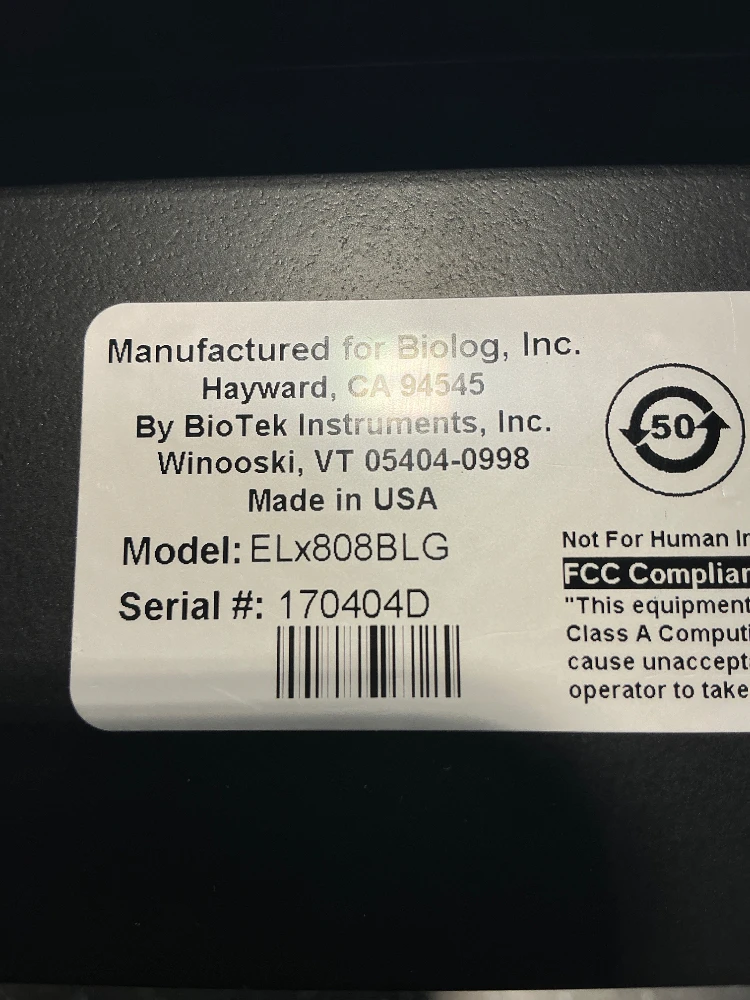 Manufactured for Biolog, Inc.
Hayward, CA 94545
By BioTek Instruments, Inc.
Winooski, VT 05404-0998
Made in USA
Model: ELx808BLG
Serial #: 170404D
50
Not For Human
FCC
"This equipment
Class A
cause
operator to take